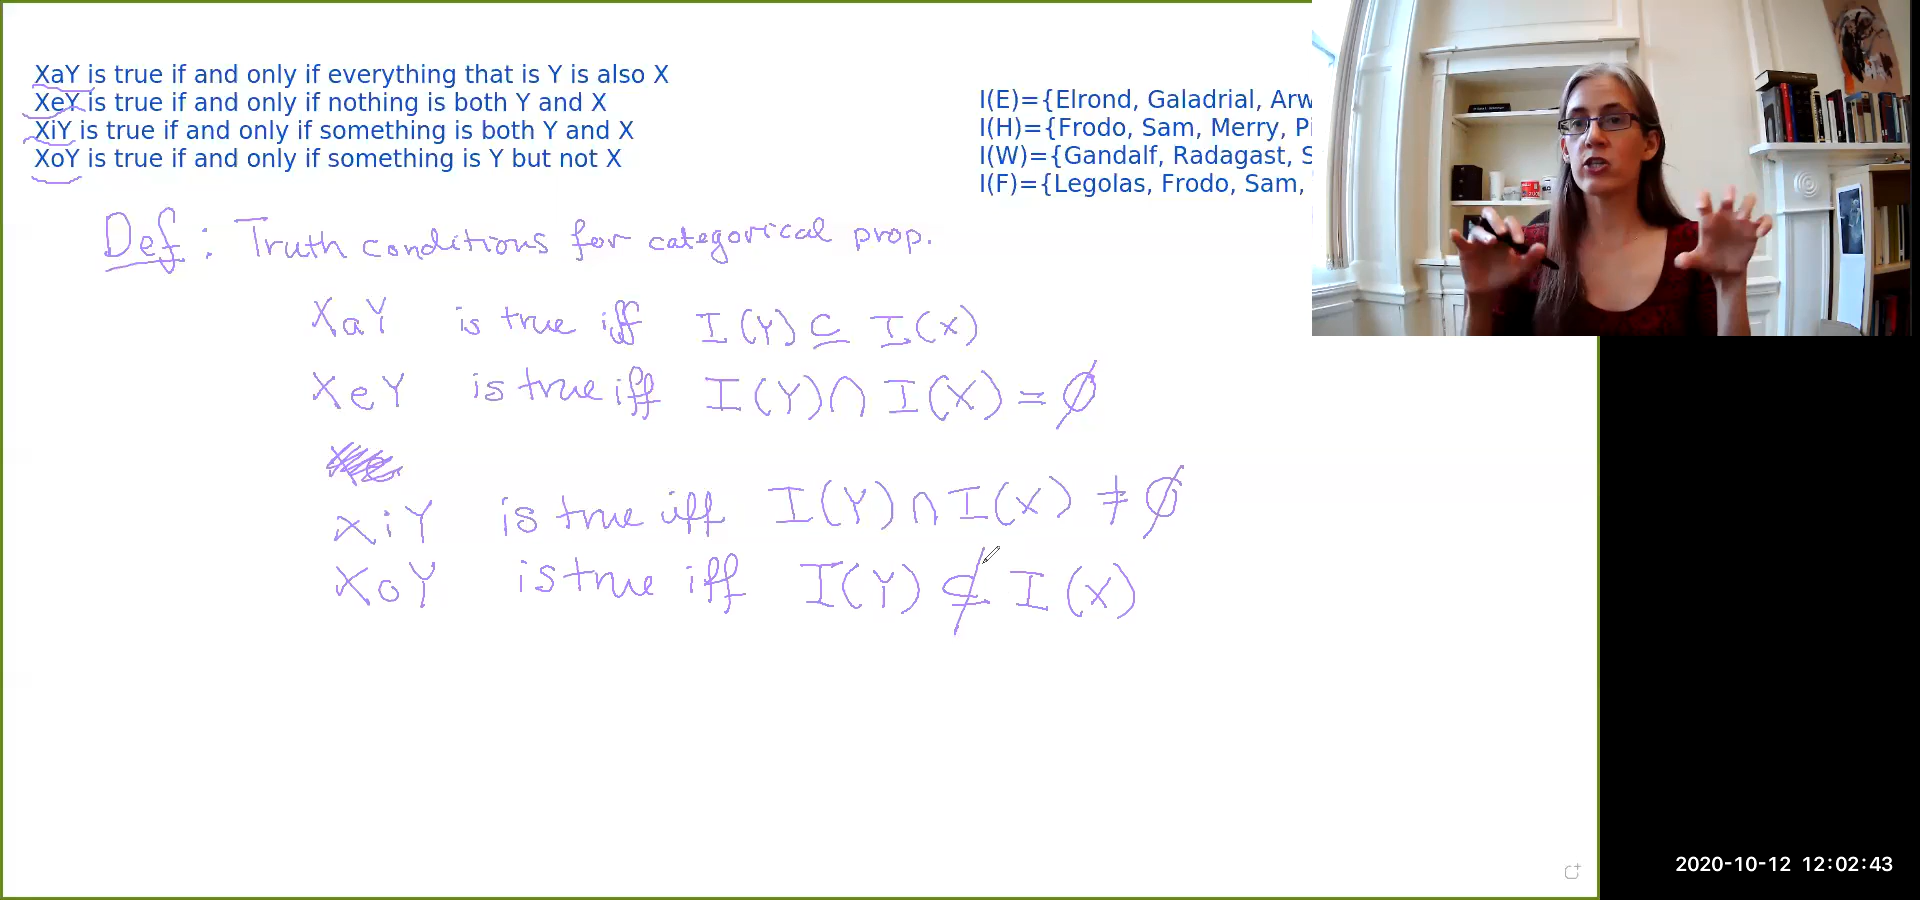 XaY is true if and only if everything that is Y is also X
XeY is true if and only if nothing is both Y and X
XiY is true if and only if something is both Y and X
XoY is true if and only if something is Y but not X
I(E)={Elrond, Galadrial, Arw
I(H)={Frodo, Sam, Merry, Pi
I(W)={Gandalf, Radagast, S
I(F)={Legolas, Frodo, Sam,
Def: Truth conditions for categorical prop.
XaY is true iff I(Y) ⊆ I(X)
XeY is true iff I(Y) ∩ I(X) = ∅
XiY is true iff I(Y) ∩ I(X) ≠ ∅
XoY is true iff I(Y) ⊈ I(X)
2020-10-12 12:02:43